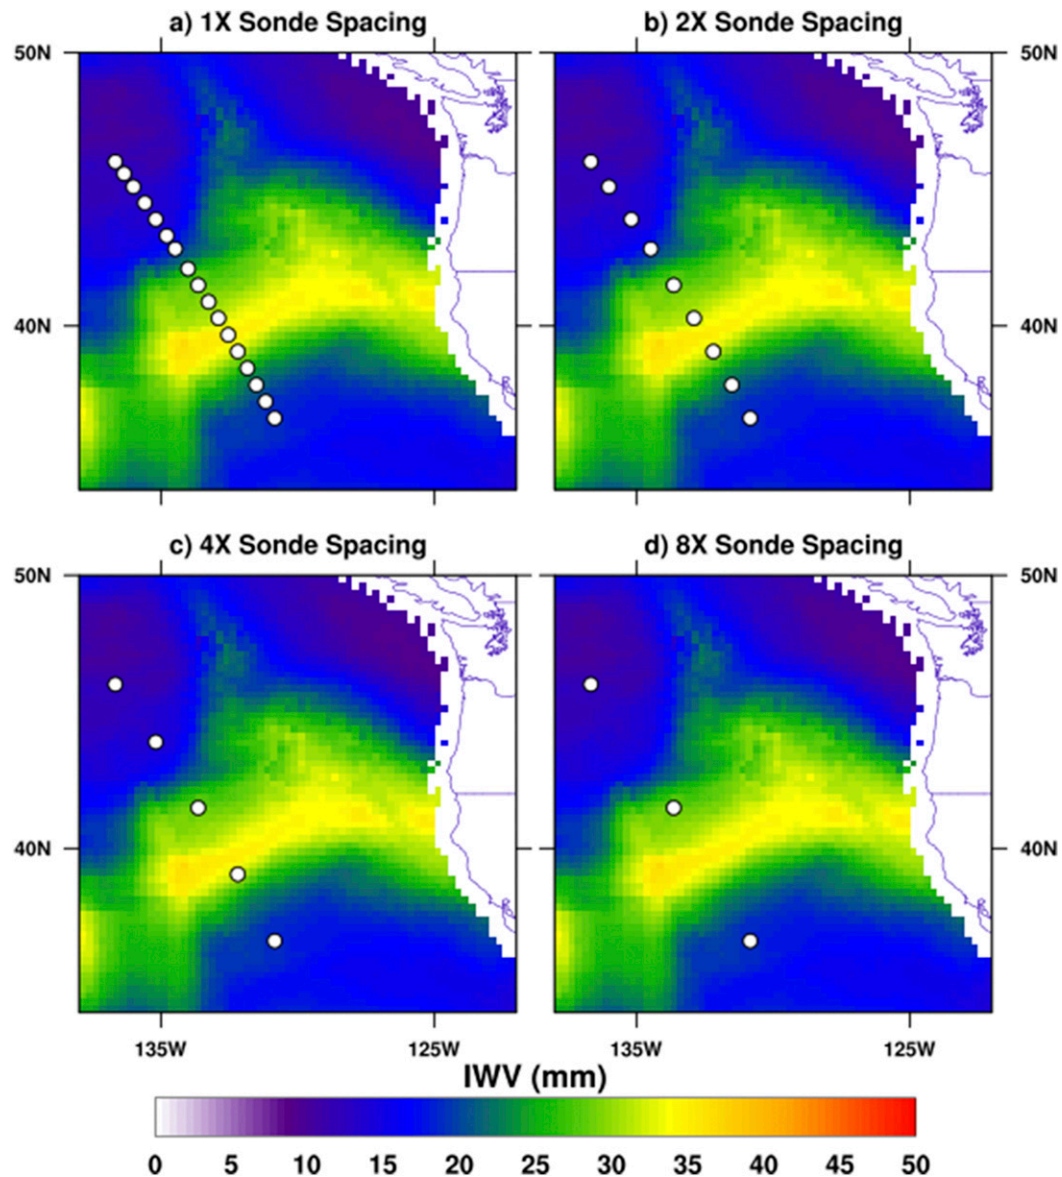 a) 1X Sonde Spacing
b) 2X Sonde Spacing
50N
50N
40N
40N
c) 4X Sonde Spacing
d) 8X Sonde Spacing
50N
50N
40N
40N
135W
125W
135W
125W
IWV (mm)
0 5 10 15 20 25 30 35 40 45 50